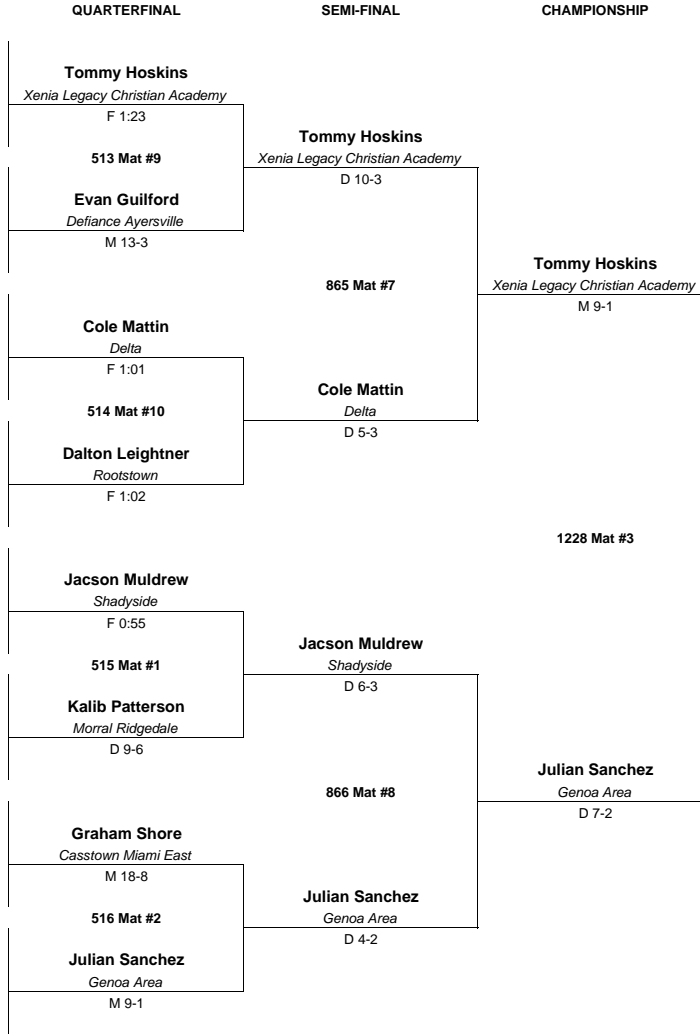 QUARTERFINAL SEMI-FINAL CHAMPIONSHIP
Tommy Hoskins
Xenia Legacy Christian Academy
F 1:23
513 Mat #9
Evan Guilford
Defiance Ayersville
M 13-3
Cole Mattin
Delta
F 1:01
514 Mat #10
Dalton Leightner
Rootstown
F 1:02
Jacson Muldrew
Shadyside
F 0:55
515 Mat #1
Kalib Patterson
Morral Ridgedale
D 9-6
Graham Shore
Casstown Miami East
M 18-8
516 Mat #2
Julian Sanchez
Genoa Area
M 9-1
Tommy Hoskins
Xenia Legacy Christian Academy
D 10-3
865 Mat #7
Cole Mattin
Delta
D 5-3
Jacson Muldrew
Shadyside
D 6-3
866 Mat #8
Julian Sanchez
Genoa Area
D 4-2
Tommy Hoskins
Xenia Legacy Christian Academy
M 9-1
1228 Mat #3
Julian Sanchez
Genoa Area
D 7-2